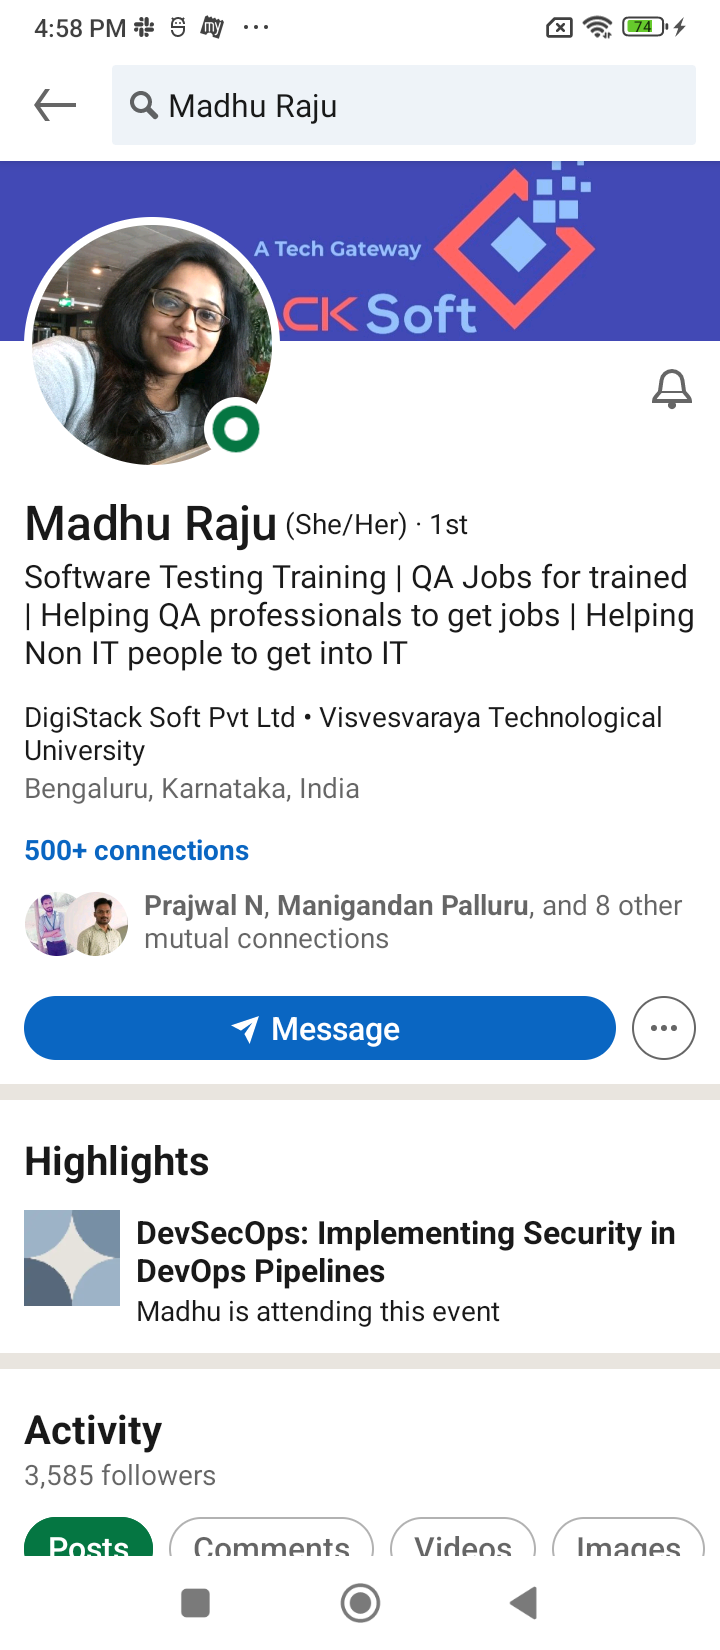 4:58 PM
74
Madhu Raju
A Tech Gateway
ACK Soft
Madhu Raju (She/Her) · 1st
Software Testing Training | QA Jobs for trained
| Helping QA professionals to get jobs | Helping
Non IT people to get into IT
DigiStack Soft Pvt Ltd • Visvesvaraya Technological
University
Bengaluru, Karnataka, India
500+ connections
Prajwal N, Manigandan Palluru, and 8 other
mutual connections
Message
Highlights
DevSecOps: Implementing Security in
DevOps Pipelines
Madhu is attending this event
Activity
3,585 followers
Posts Comments Videos Images